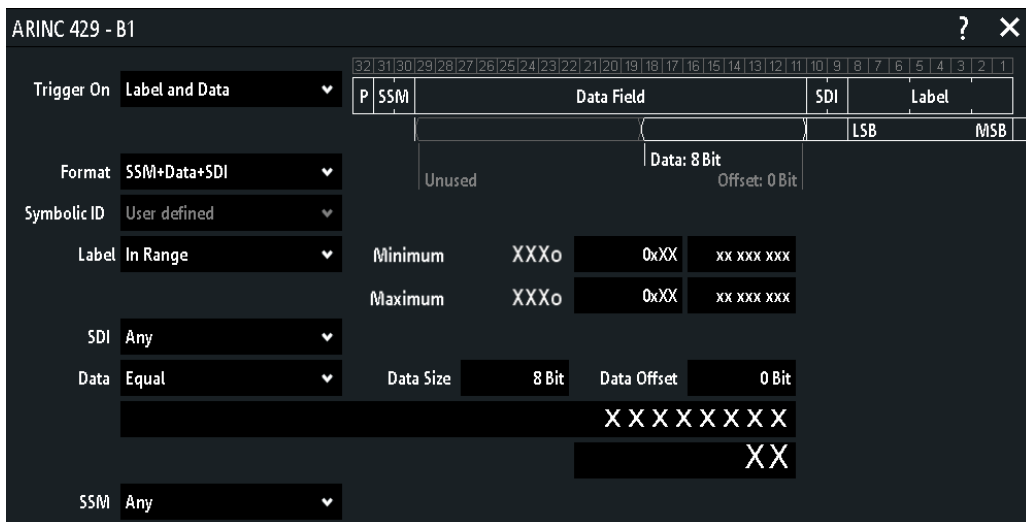 ARINC 429 - B1 ? ✕
32 31 30 29 28 27 26 25 24 23 22 21 20 19 18 17 16 15 14 13 12 11 10 9 8 7 6 5 4 3 2 1
Trigger On Label and Data P SSM Data Field SDI Label
LSB MSB
Data: 8 Bit
Format SSM+Data+SDI Unused Offset: 0 Bit
Symbolic ID User defined
Label In Range Minimum XXXo 0xXX xx xxx xxx
Maximum XXXo 0xXX xx xxx xxx
SDI Any
Data Equal Data Size 8 Bit Data Offset 0 Bit
X X X X X X X X
XX
SSM Any